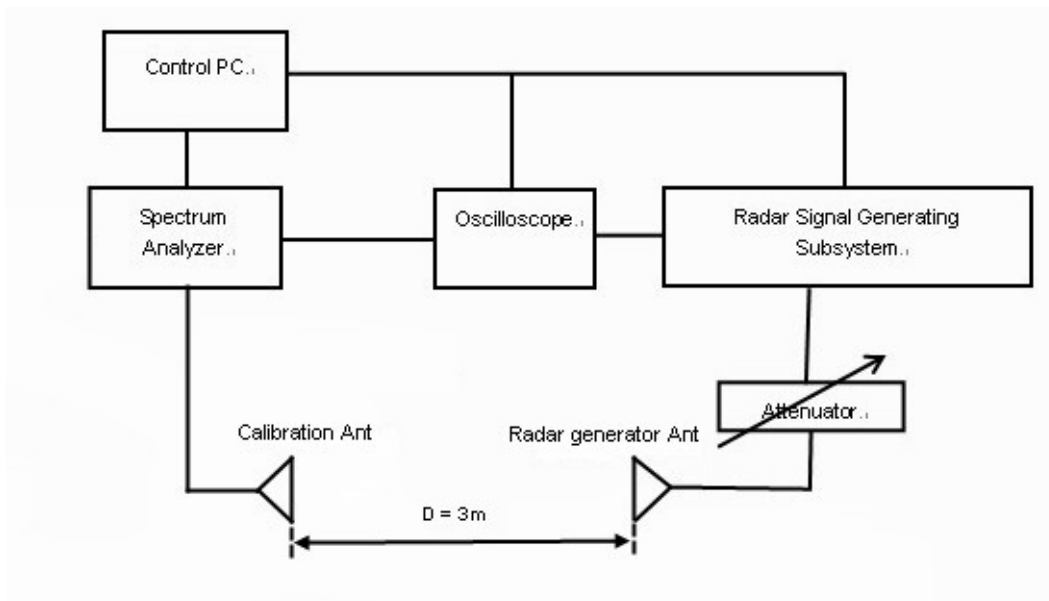 Control PC
Spectrum
Analyzer
Oscilloscope
Radar Signal Generating
Subsystem
Attenuator
Calibration Ant
Radar generator Ant
D = 3m